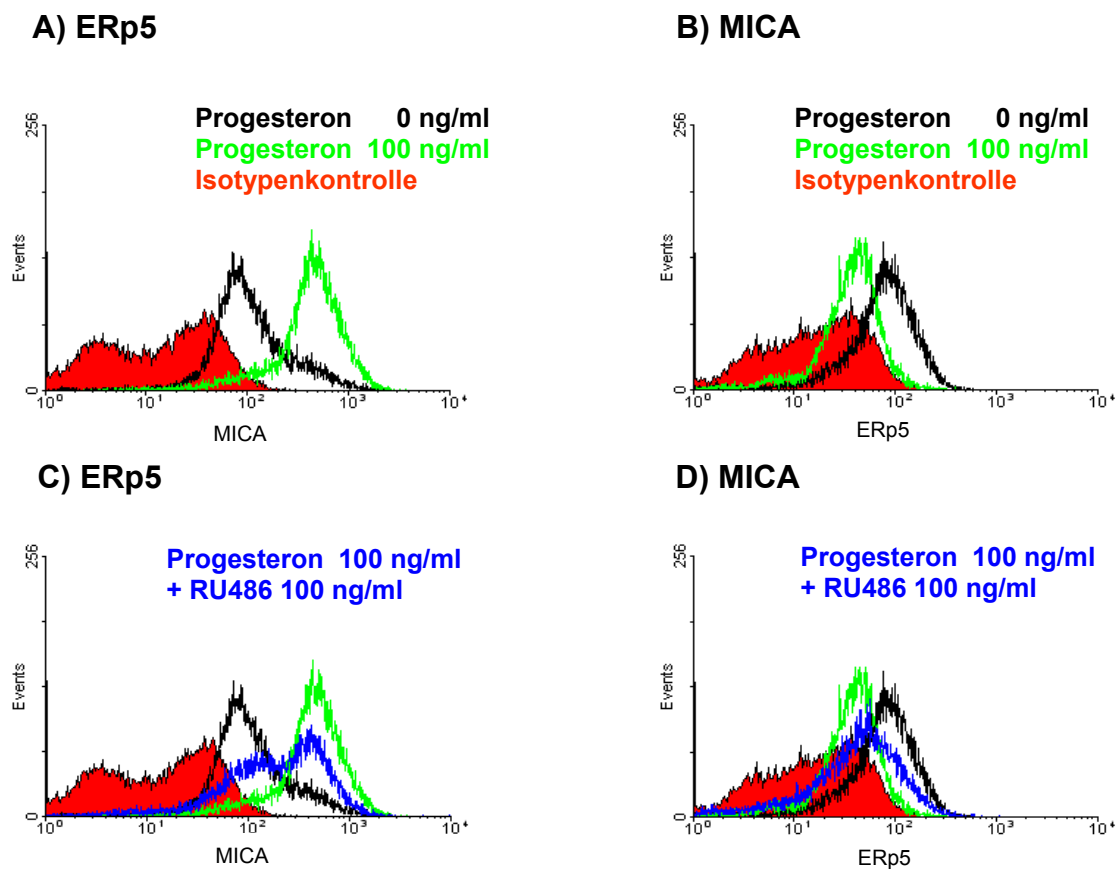 A) ERp5
Progesteron 0 ng/ml
Progesteron 100 ng/ml
Isotypenkontrolle
256
Events
0
10⁰ 10¹ 10² 10³ 10⁴
MICA
B) MICA
Progesteron 0 ng/ml
Progesteron 100 ng/ml
Isotypenkontrolle
256
Events
0
10⁰ 10¹ 10² 10³ 10⁴
ERp5
C) ERp5
Progesteron 100 ng/ml
+ RU486 100 ng/ml
256
Events
0
10⁰ 10¹ 10² 10³ 10⁴
MICA
D) MICA
Progesteron 100 ng/ml
+ RU486 100 ng/ml
256
Events
0
10⁰ 10¹ 10² 10³ 10⁴
ERp5